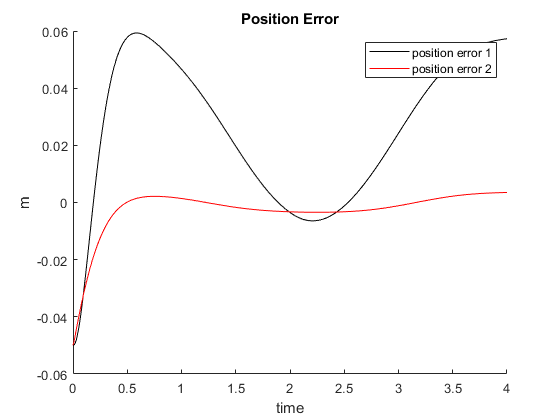 Position Error
0.06
0.04
0.02
0
-0.02
-0.04
-0.06
m
position error 1
position error 2
0 0.5 1 1.5 2 2.5 3 3.5 4
time